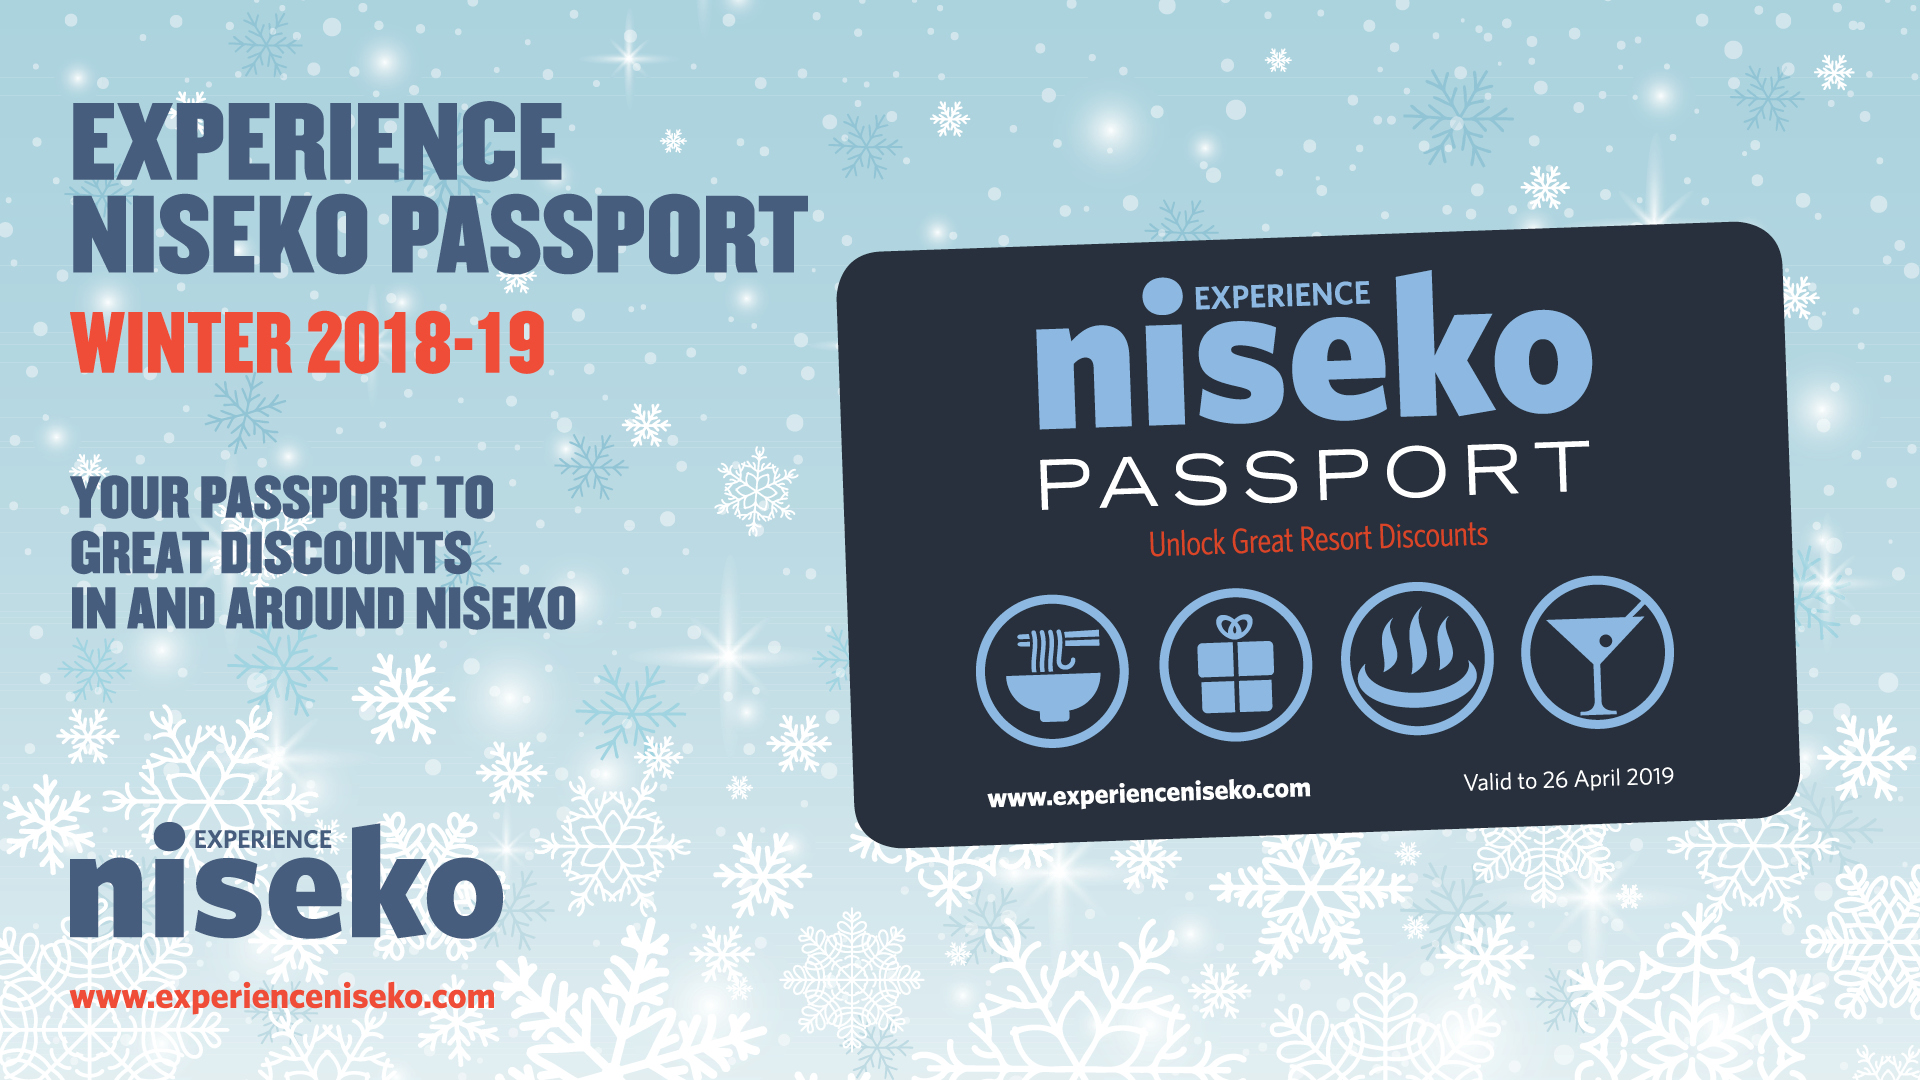 EXPERIENCE
NISEKO PASSPORT
WINTER 2018-19
YOUR PASSPORT TO
GREAT DISCOUNTS
IN AND AROUND NISEKO
EXPERIENCE
niseko
www.experienceniseko.com
EXPERIENCE
niseko
PASSPORT
Unlock Great Resort Discounts
www.experienceniseko.com
Valid to 26 April 2019